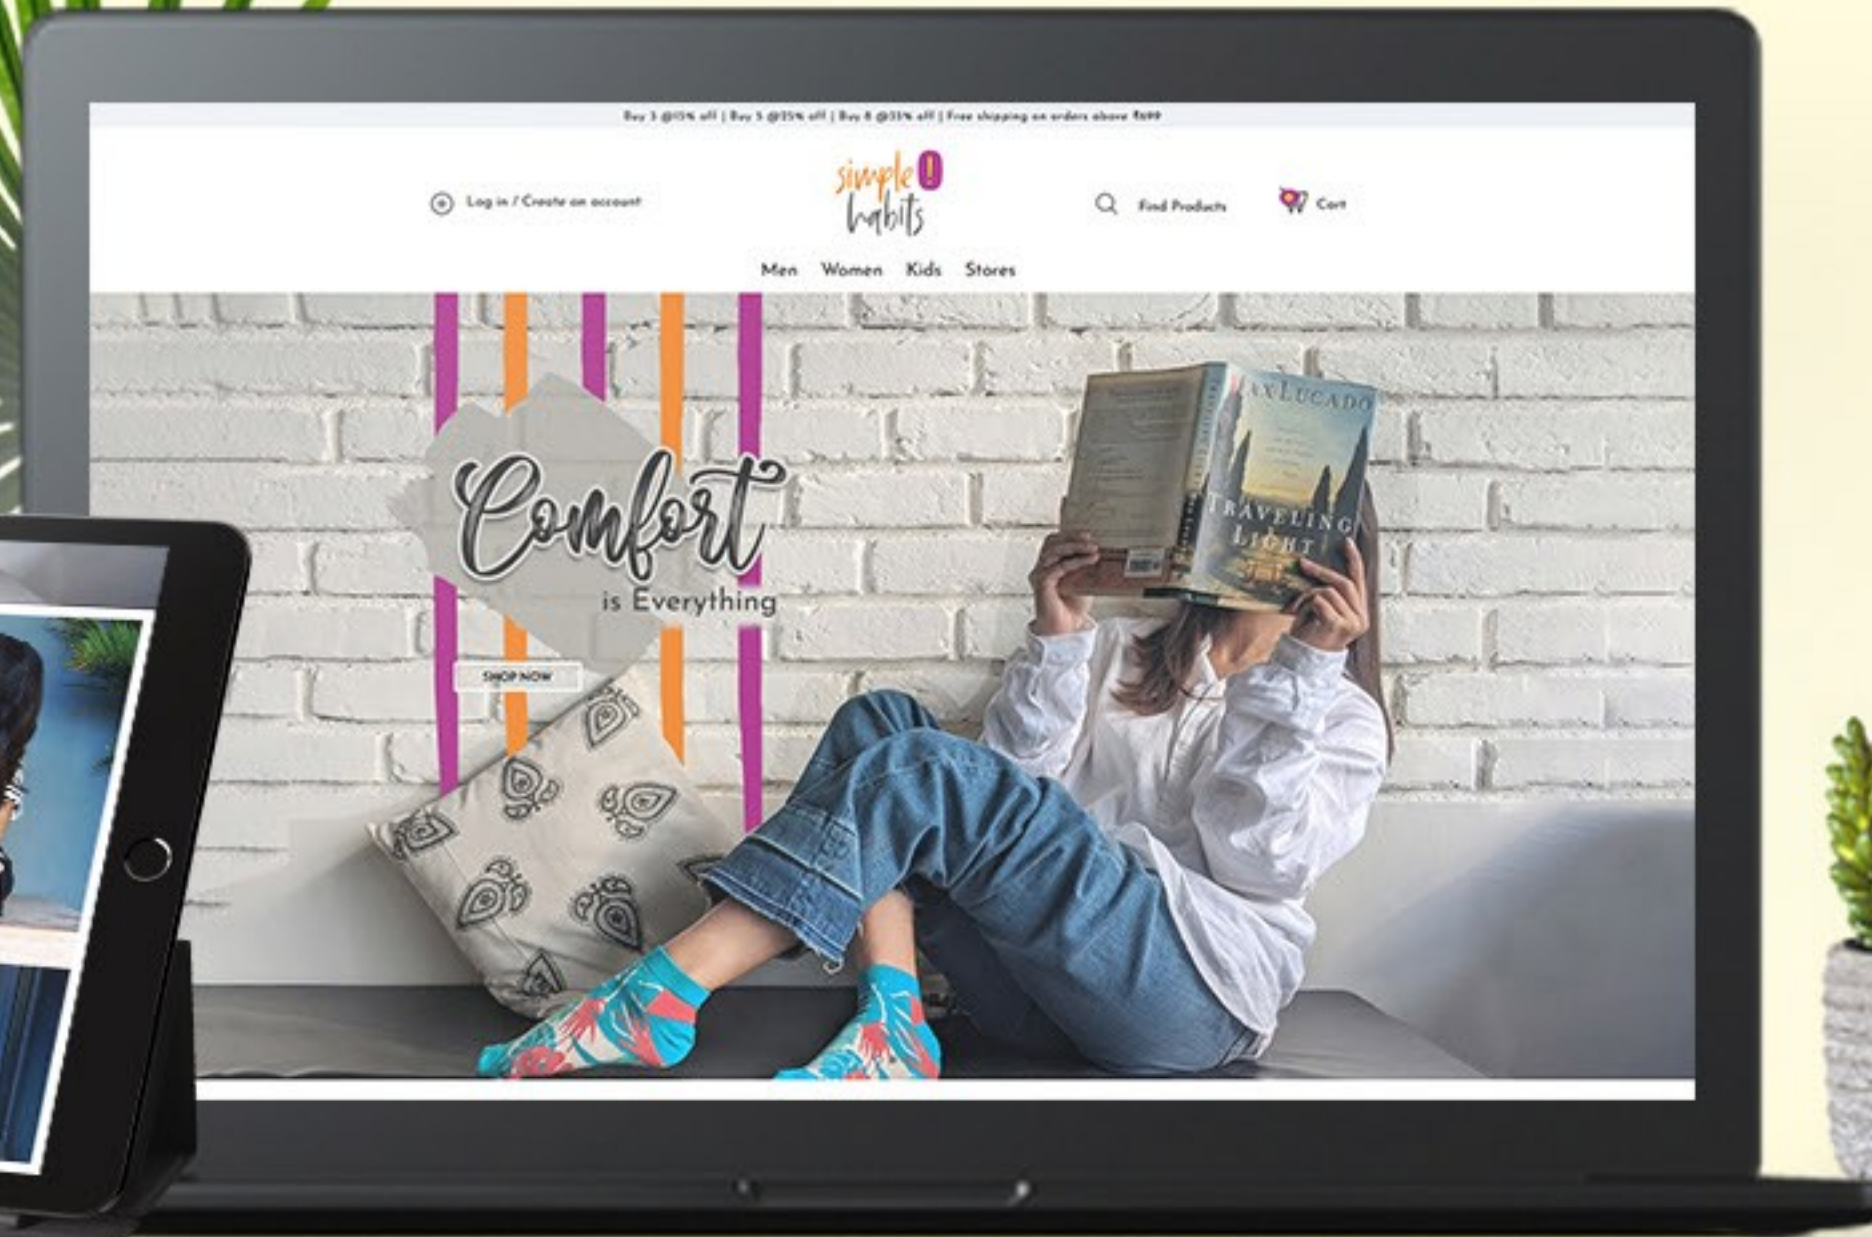 Buy 3 @15% off | Buy 5 @25% off | Buy 8 @35% off | Free shipping on orders above ₹699
Log in / Create an account
simple!
habits
Find Products
Cart
Men Women Kids Stores
Comfort
is Everything
SHOP NOW
MAX LUCADO
TRAVELING
LIGHT